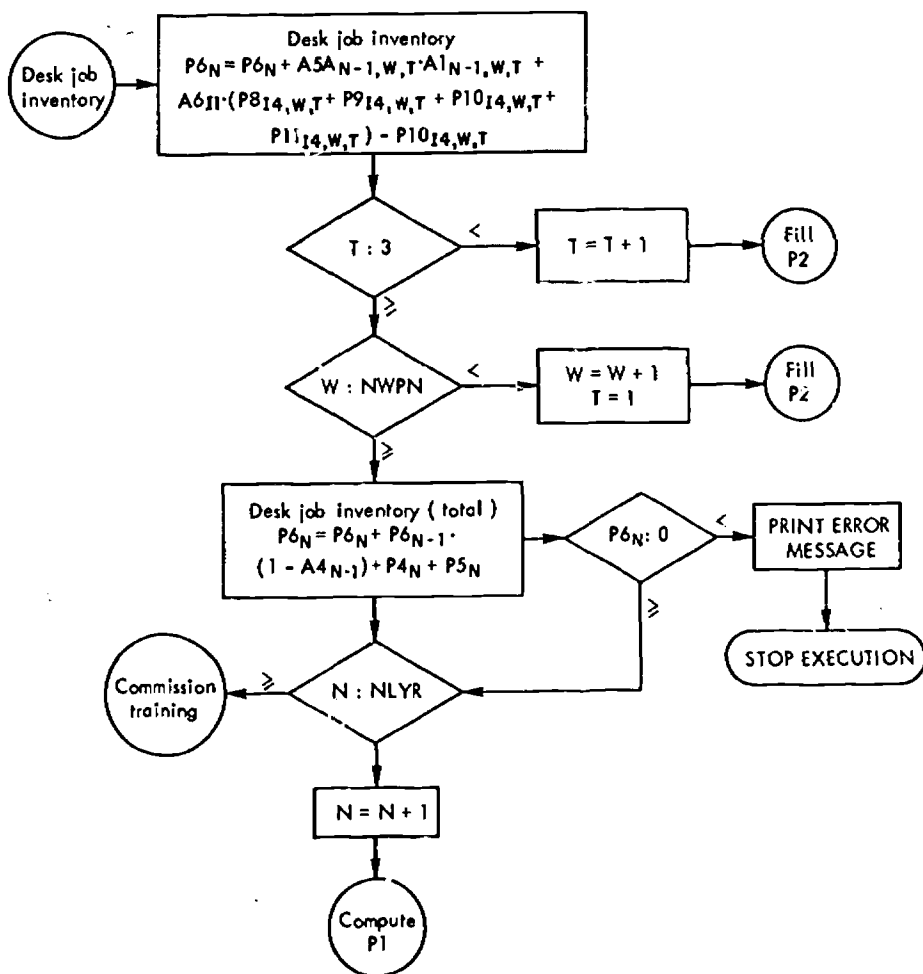 Desk job
inventory
Desk job inventory
P6N = P6N + A5AN-1,W,T·A1N-1,W,T +
A6I1·(P8I4,W,T + P9I4,W,T + P10I4,W,T +
P11I4,W,T) - P10I4,W,T
T : 3
<
T = T + 1
Fill
P2
≥
W : NWPN
<
W = W + 1
T = 1
Fill
P2
≥
Desk job inventory ( total )
P6N = P6N + P6N-1·
(1 - A4N-1) + P4N + P5N
P6N: 0
<
PRINT ERROR
MESSAGE
≥
STOP EXECUTION
Commission
training
≥
N : NLYR
N = N + 1
Compute
P1